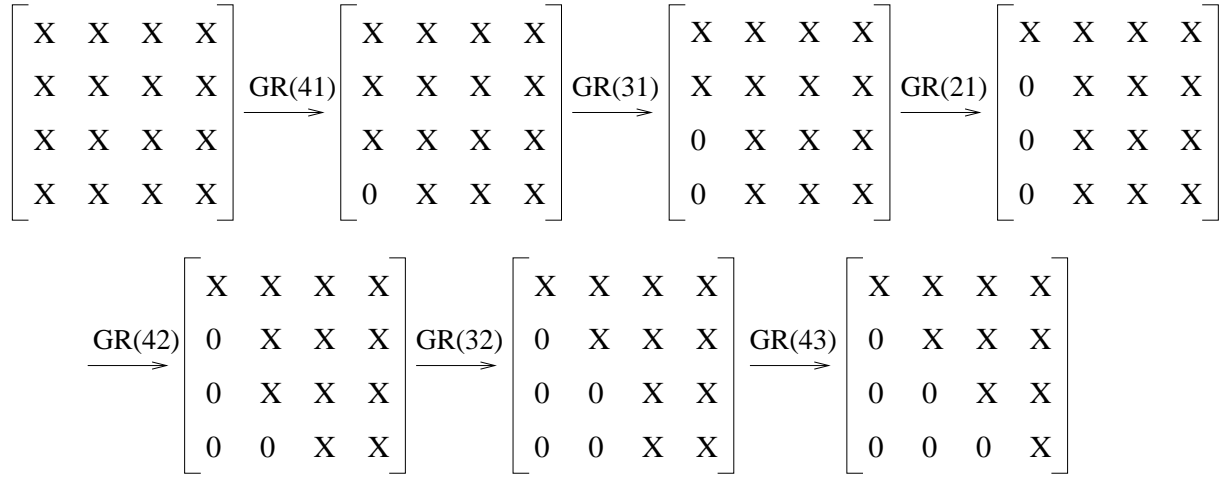 X X X X X X X X X X X X X X X X
X X X X GR(41) X X X X GR(31) X X X X GR(21) 0 X X X
X X X X X X X X 0 X X X 0 X X X
X X X X 0 X X X 0 X X X 0 X X X
X X X X X X X X X X X X
GR(42) 0 X X X GR(32) 0 X X X GR(43) 0 X X X
0 X X X 0 0 X X 0 0 X X
0 0 X X 0 0 X X 0 0 0 X